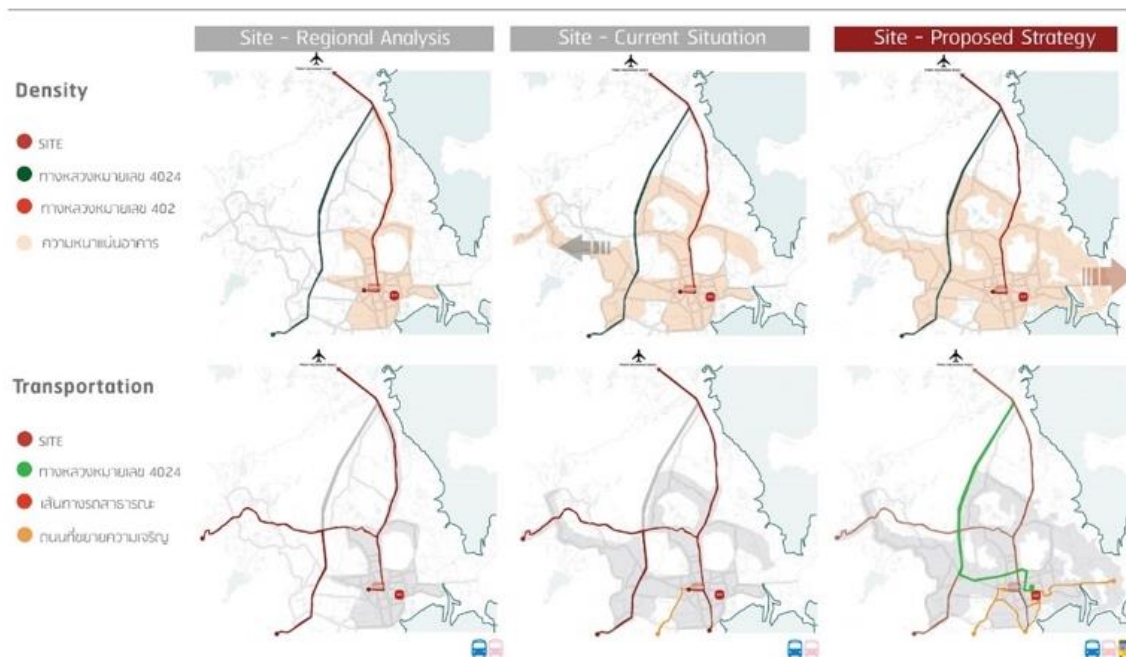 Site - Regional Analysis
Site - Current Situation
Site - Proposed Strategy
Density
SITE
ทางหลวงหมายเลข 4024
ทางหลวงหมายเลข 402
ความหนาแน่นอาคาร
Transportation
SITE
ทางหลวงหมายเลข 4024
เส้นทางรถสาธารณะ
ถนนที่ขยายความเจริญ